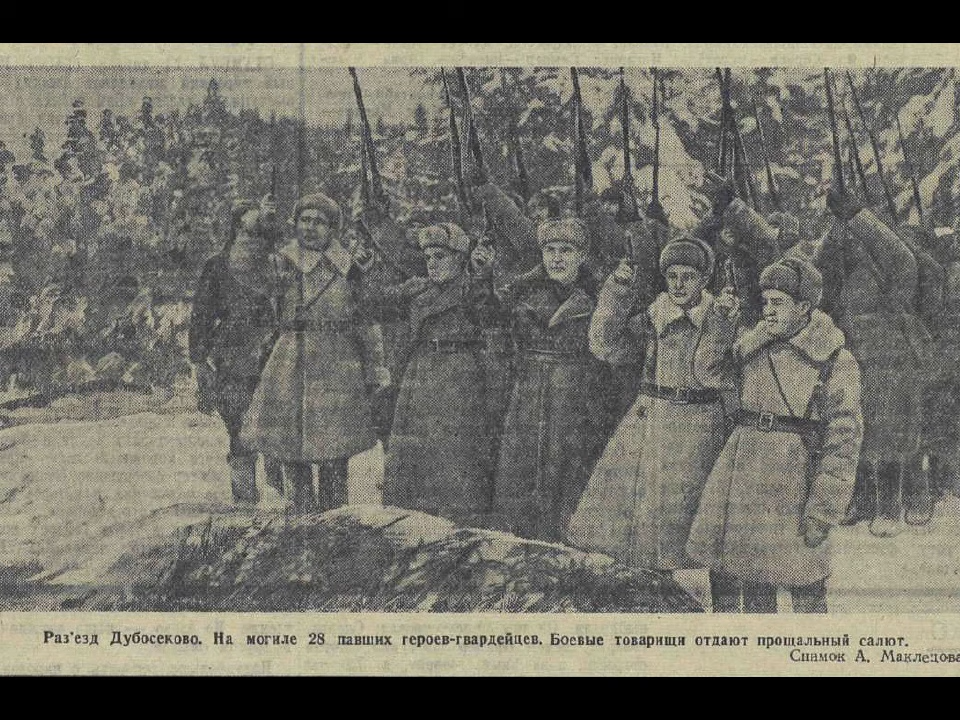 Раз'езд Дубосеково. На могиле 28 павших героев-гвардейцев. Боевые товарищи отдают прощальный салют.
Снимок А. Маклецова